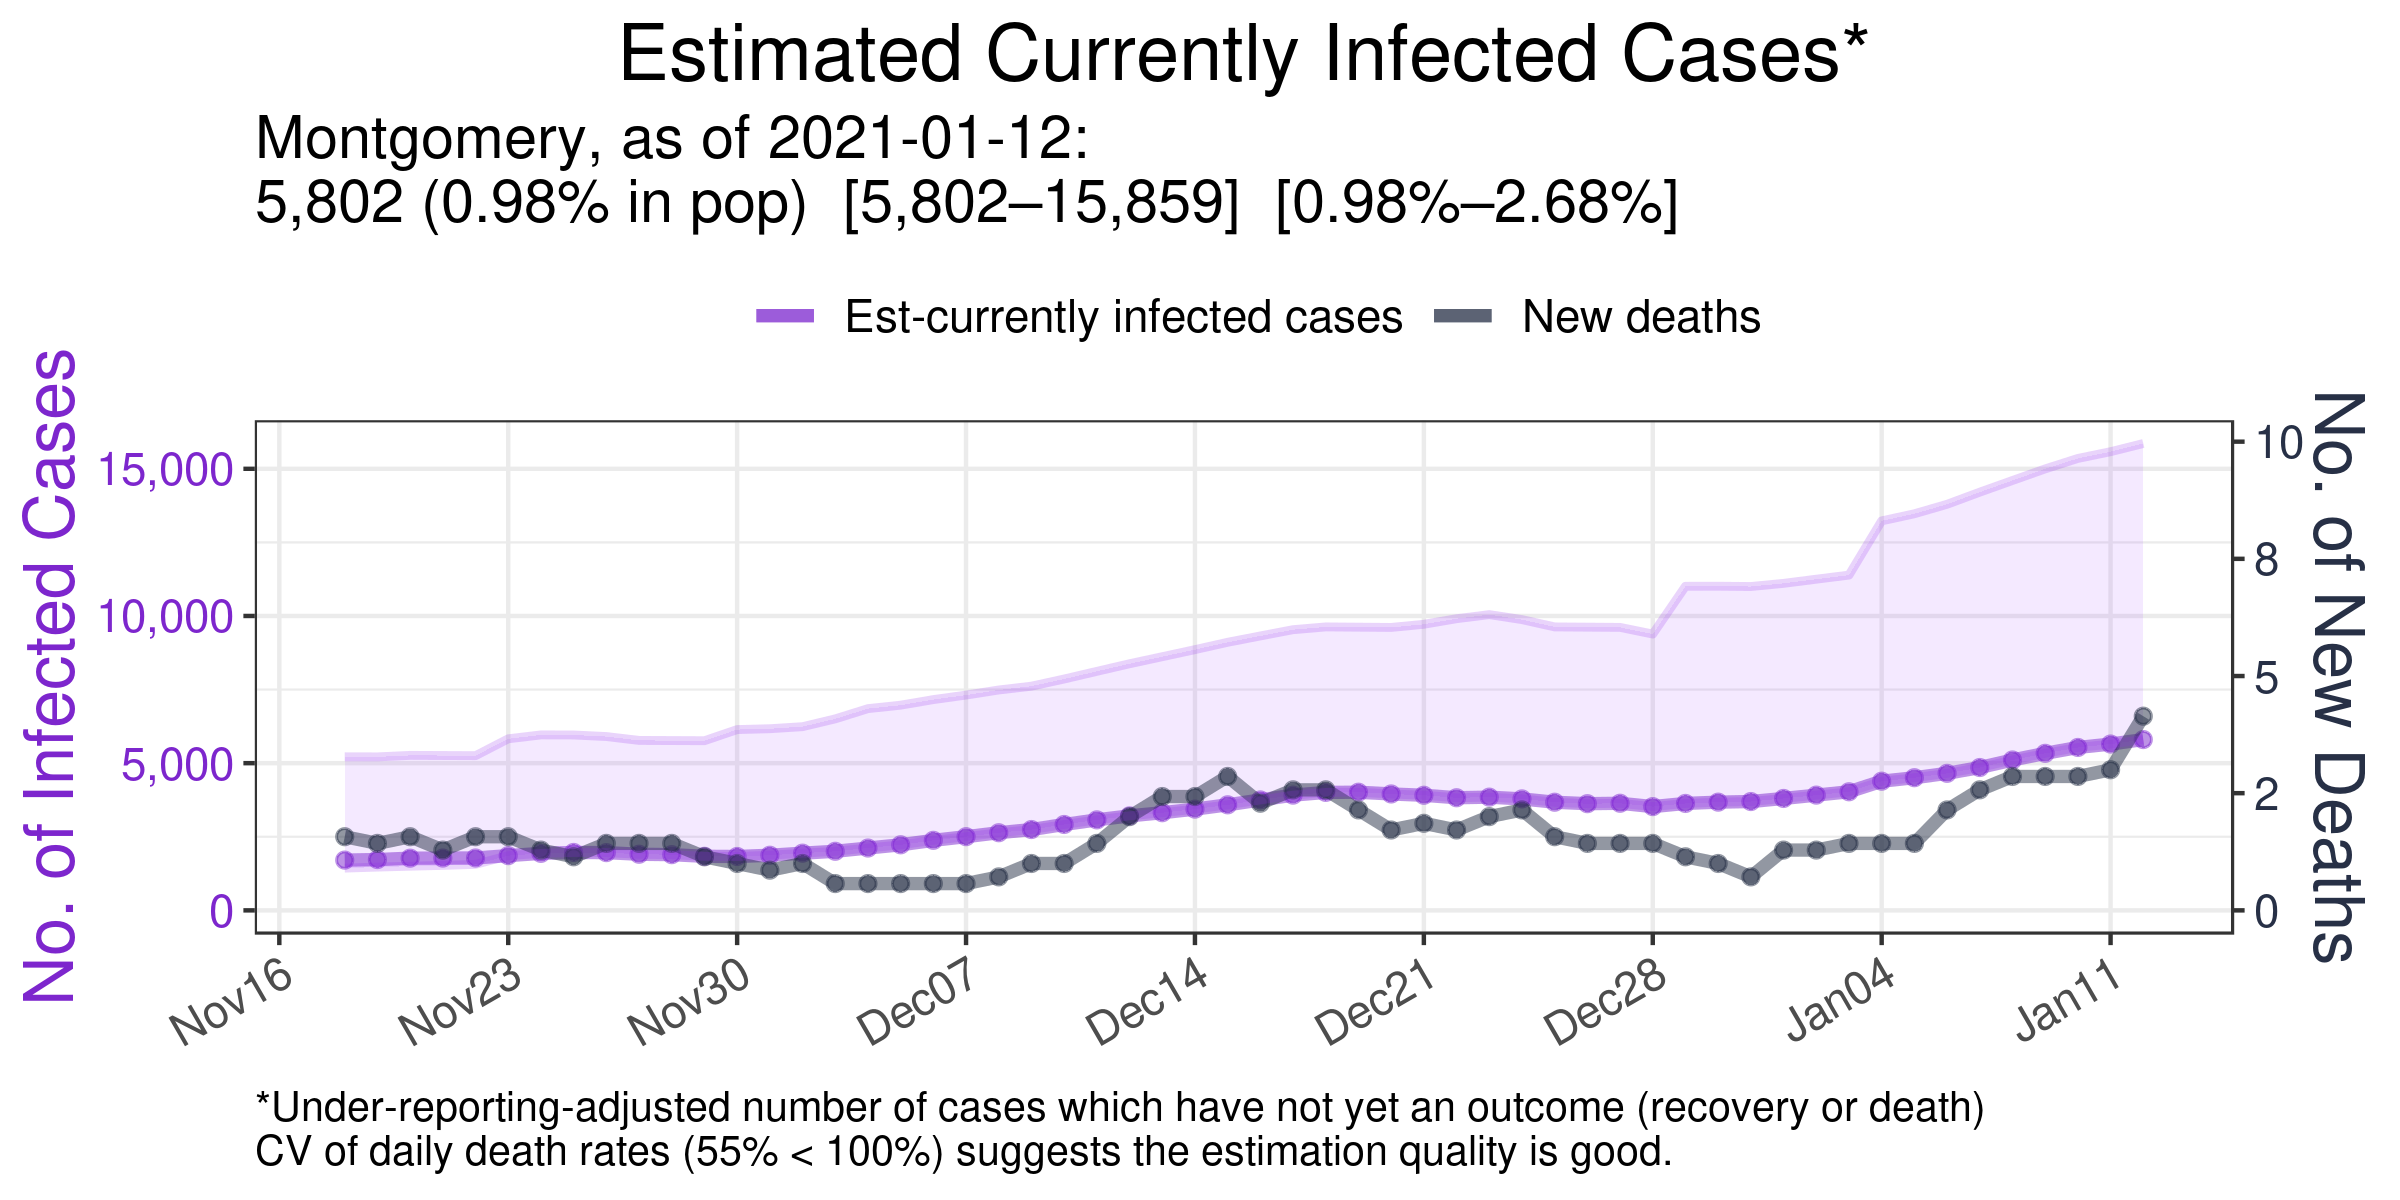 Estimated Currently Infected Cases*
Montgomery, as of 2021-01-12:
5,802 (0.98% in pop)  [5,802–15,859]  [0.98%–2.68%]
Est-currently infected cases
New deaths
No. of Infected Cases
15,000
10,000
5,000
0
10
8
5
2
0
No. of New Deaths
Nov16
Nov23
Nov30
Dec07
Dec14
Dec21
Dec28
Jan04
Jan11
*Under-reporting-adjusted number of cases which have not yet an outcome (recovery or death)
CV of daily death rates (55% < 100%) suggests the estimation quality is good.